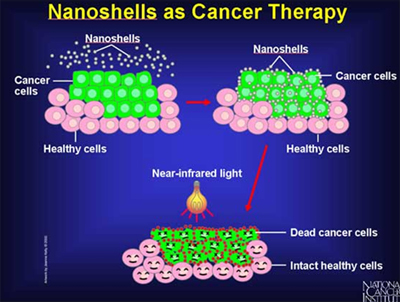 Nanoshells as Cancer Therapy
Nanoshells
Cancer
cells
Healthy cells
Nanoshells
Cancer cells
Healthy cells
Near-infrared light
Dead cancer cells
Intact healthy cells
NATIONAL
CANCER
INSTITUTE